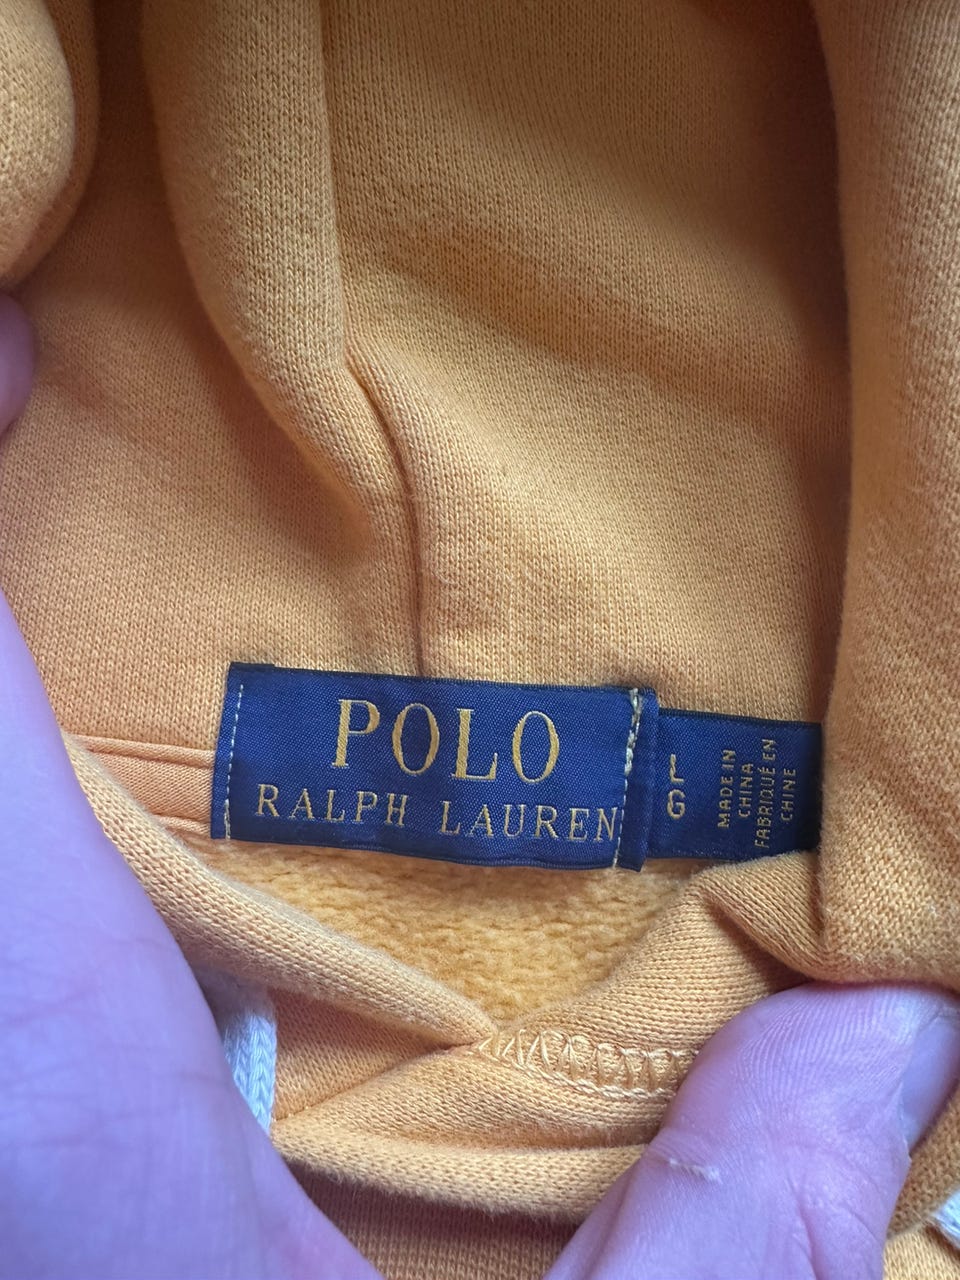 POLO
RALPH LAUREN
L
G
MADE IN
CHINA
FABRIQUÉ EN
CHINE